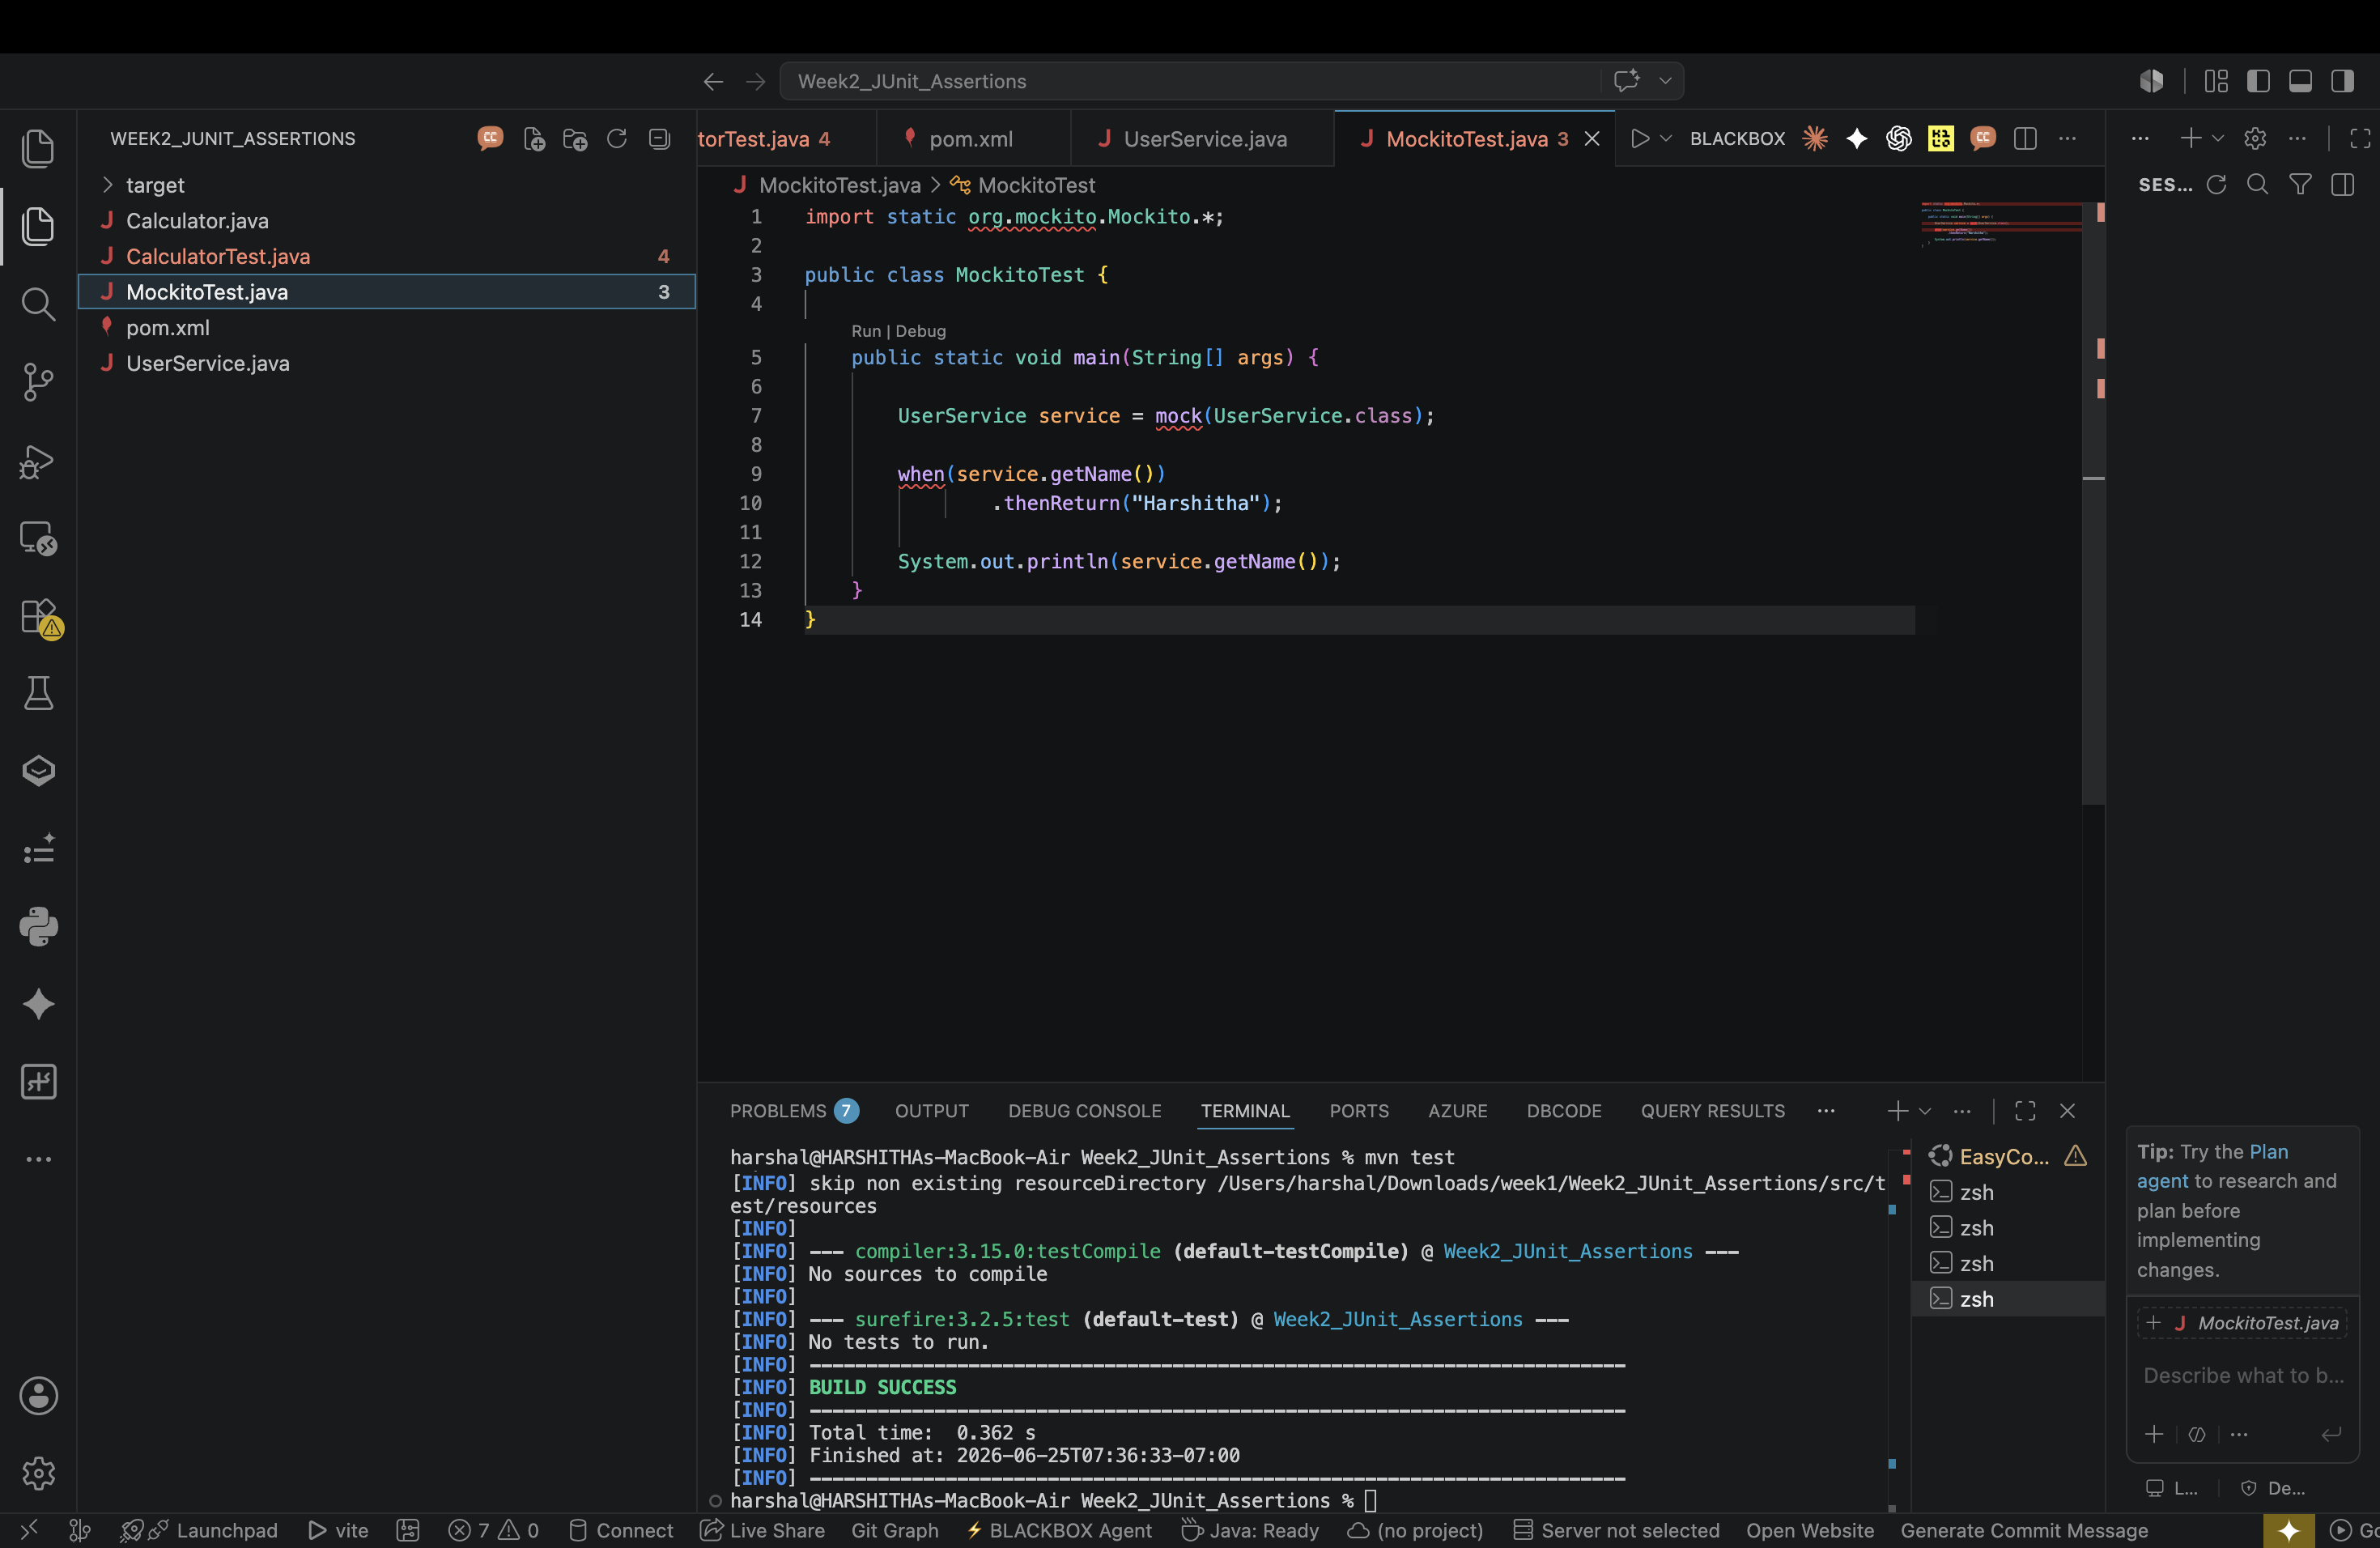 Week2_JUnit_Assertions
WEEK2_JUNIT_ASSERTIONS
target
Calculator.java
CalculatorTest.java 4
MockitoTest.java 3
pom.xml
UserService.java
torTest.java 4
pom.xml
UserService.java
MockitoTest.java 3
BLACKBOX
MockitoTest.java > MockitoTest
1 import static org.mockito.Mockito.*;
2
3 public class MockitoTest {
4
Run | Debug
5 public static void main(String[] args) {
6
7 UserService service = mock(UserService.class);
8
9 when(service.getName())
10 .thenReturn("Harshitha");
11
12 System.out.println(service.getName());
13 }
14 }
SES...
PROBLEMS 7 OUTPUT DEBUG CONSOLE TERMINAL PORTS AZURE DBCODE QUERY RESULTS
harshal@HARSHITHAs-MacBook-Air Week2_JUnit_Assertions % mvn test
[INFO] skip non existing resourceDirectory /Users/harshal/Downloads/week1/Week2_JUnit_Assertions/src/t
est/resources
[INFO]
[INFO] --- compiler:3.15.0:testCompile (default-testCompile) @ Week2_JUnit_Assertions ---
[INFO] No sources to compile
[INFO]
[INFO] --- surefire:3.2.5:test (default-test) @ Week2_JUnit_Assertions ---
[INFO] No tests to run.
[INFO] ------------------------------------------------------------------------
[INFO] BUILD SUCCESS
[INFO] ------------------------------------------------------------------------
[INFO] Total time:  0.362 s
[INFO] Finished at: 2026-06-25T07:36:33-07:00
[INFO] ------------------------------------------------------------------------
harshal@HARSHITHAs-MacBook-Air Week2_JUnit_Assertions %
EasyCo...
zsh
zsh
zsh
zsh
Tip: Try the Plan
agent to research and
plan before
implementing
changes.
MockitoTest.java
Describe what to b...
L...
De...
Launchpad vite 7 0 Connect Live Share Git Graph BLACKBOX Agent Java: Ready (no project) Server not selected Open Website Generate Commit Message Go